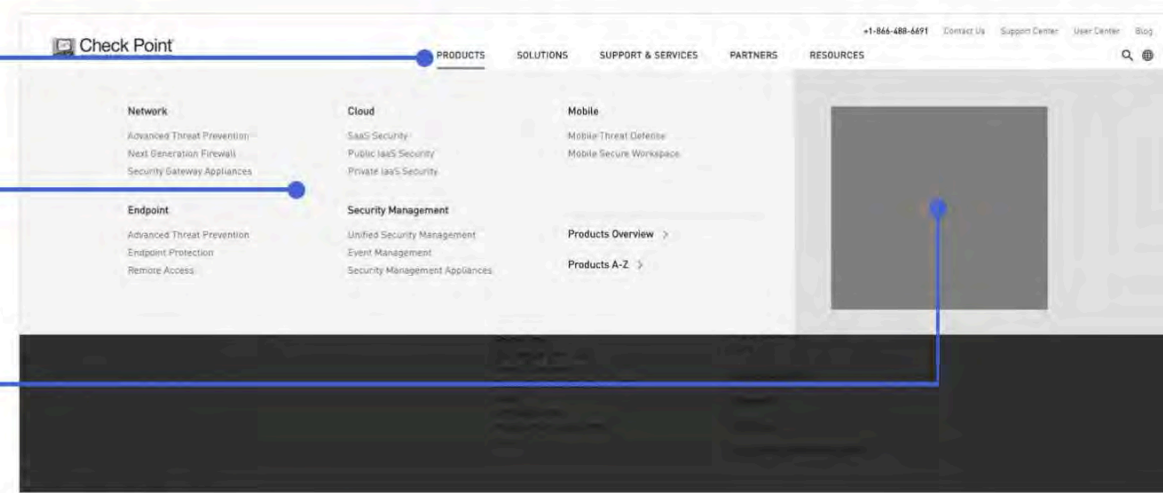 +1-866-488-6691 Contact Us Support Center User Center Blog
Check Point
PRODUCTS SOLUTIONS SUPPORT & SERVICES PARTNERS RESOURCES
Network
Advanced Threat Prevention
Next Generation Firewall
Security Gateway Appliances
Cloud
SaaS Security
Public IaaS Security
Private IaaS Security
Mobile
Mobile Threat Defense
Mobile Secure Workspace
Endpoint
Advanced Threat Prevention
Endpoint Protection
Remote Access
Security Management
Unified Security Management
Event Management
Security Management Appliances
Products Overview >
Products A-Z >